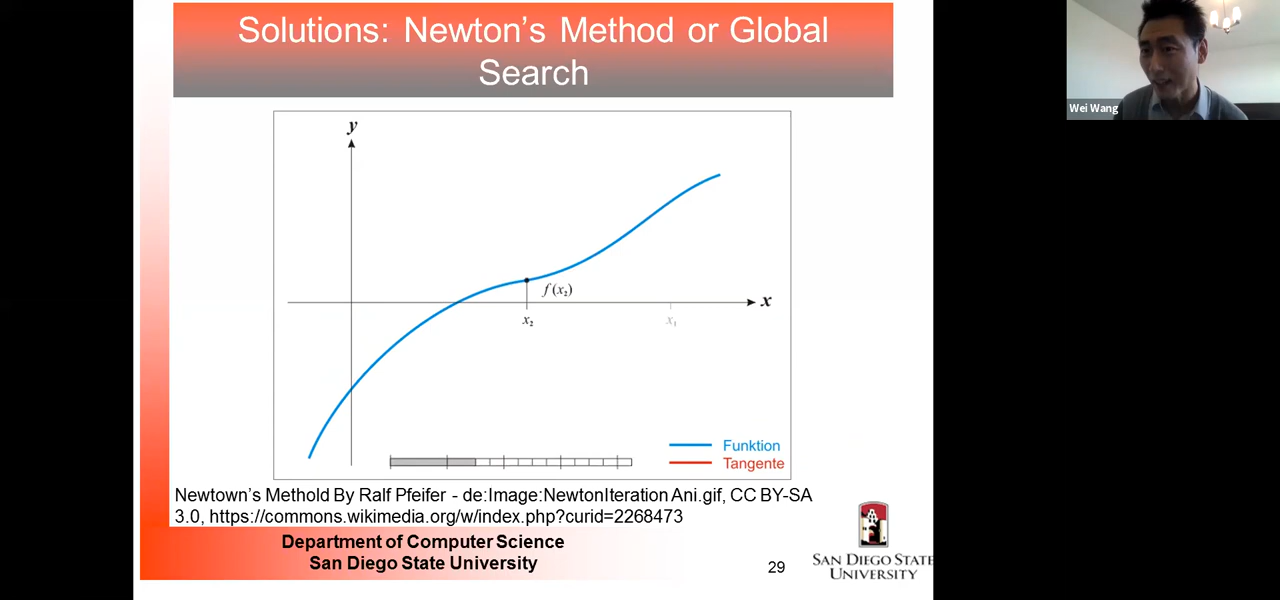 Solutions: Newton's Method or Global
Search
Wei Wang
y
f(x₂)
x
x₂
x₁
Funktion
Tangente
Newtown's Methold By Ralf Pfeifer - de:Image:NewtonIteration Ani.gif, CC BY-SA
3.0, https://commons.wikimedia.org/w/index.php?curid=2268473
Department of Computer Science
San Diego State University
29
SAN DIEGO STATE
UNIVERSITY